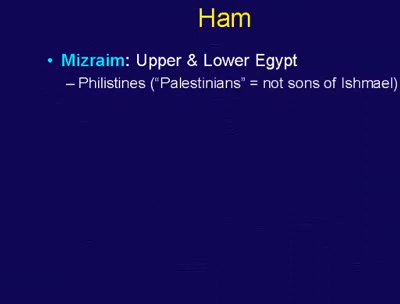 Ham
• Mizraim: Upper & Lower Egypt
– Philistines (“Palestinians” = not sons of Ishmael)